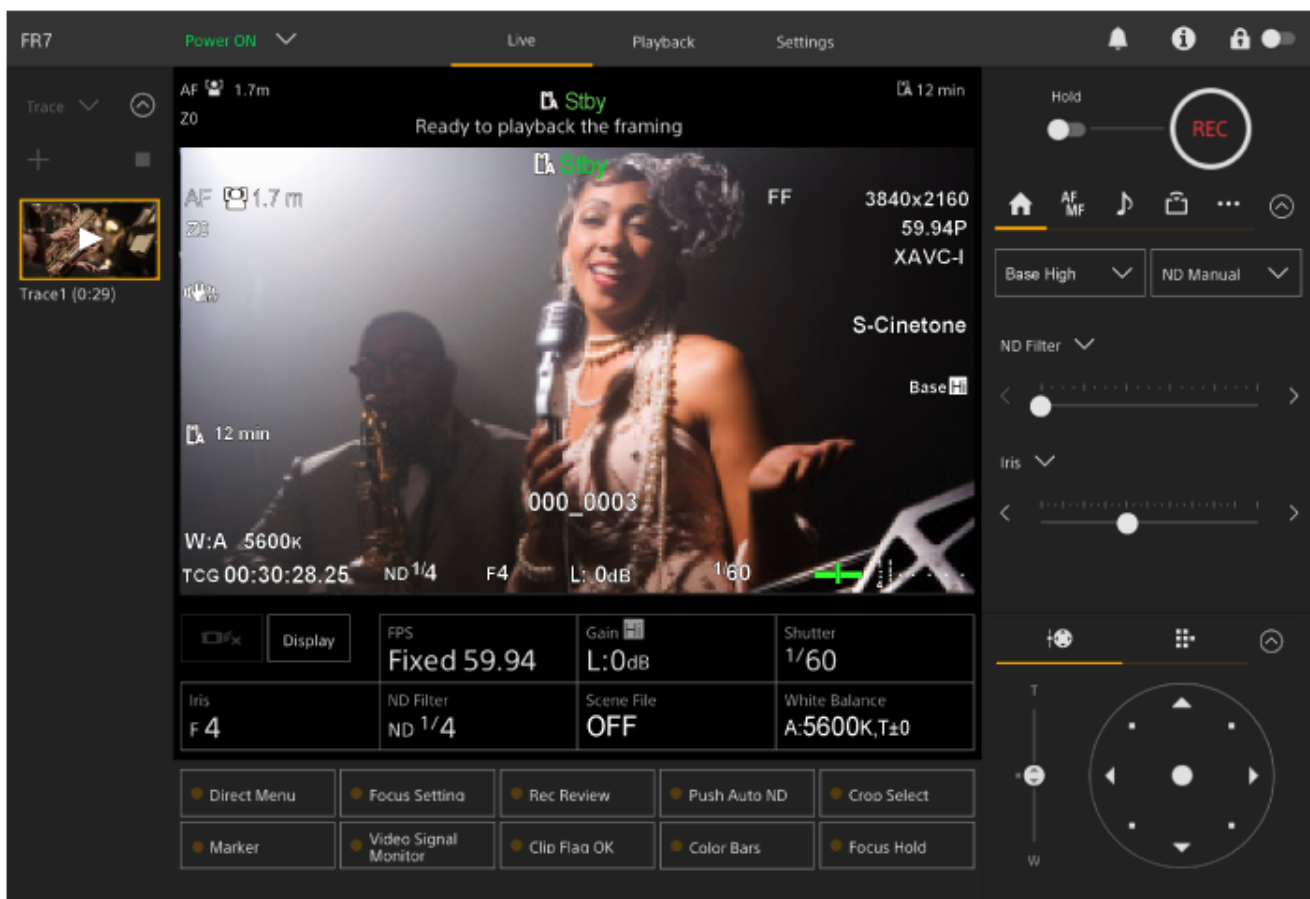 FR7
Power ON
Live
Playback
Settings
Trace
Trace1 (0:29)
AF 1.7m
Z0
Stby
12 min
Ready to playback the framing
Stby
AF 1.7 m
Z0
FF
3840x2160
59.94P
XAVC-I
S-Cinetone
Base Hi
12 min
000_0003
W:A 5600K
TCG 00:30:28.25
ND 1/4
F4
L: 0dB
1/60
Display
FPS
Fixed 59.94
Gain Hi
L:0dB
Shutter
1/60
Iris
F 4
ND Filter
ND 1/4
Scene File
OFF
White Balance
A:5600K,T±0
Direct Menu
Focus Setting
Rec Review
Push Auto ND
Crop Select
Marker
Video Signal
Monitor
Clip Flag OK
Color Bars
Focus Hold
Hold
REC
AF
MF
Base High
ND Manual
ND Filter
Iris
T
W